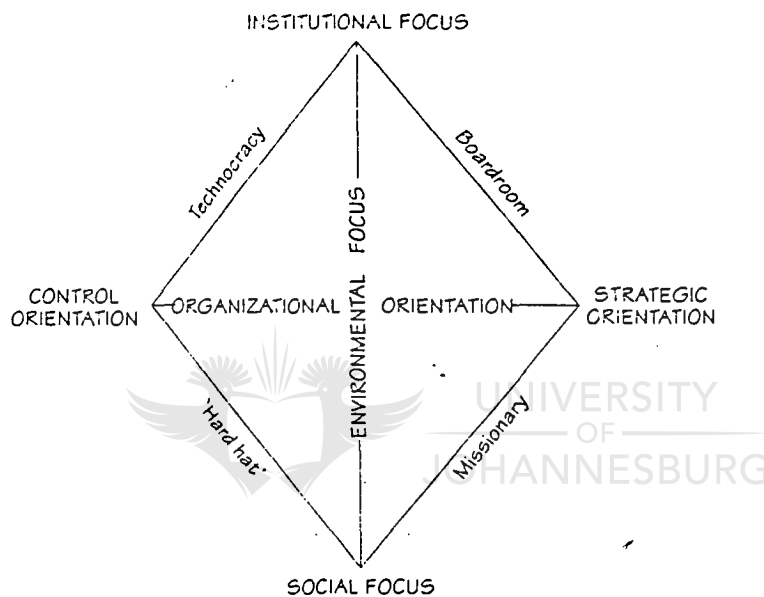 INSTITUTIONAL FOCUS
Technocracy
Boardroom
ENVIRONMENTAL FOCUS
CONTROL
ORIENTATION
ORGANIZATIONAL ORIENTATION
STRATEGIC
ORIENTATION
'Hard hat'
Missionary
UNIVERSITY
OF
JOHANNESBURG
SOCIAL FOCUS